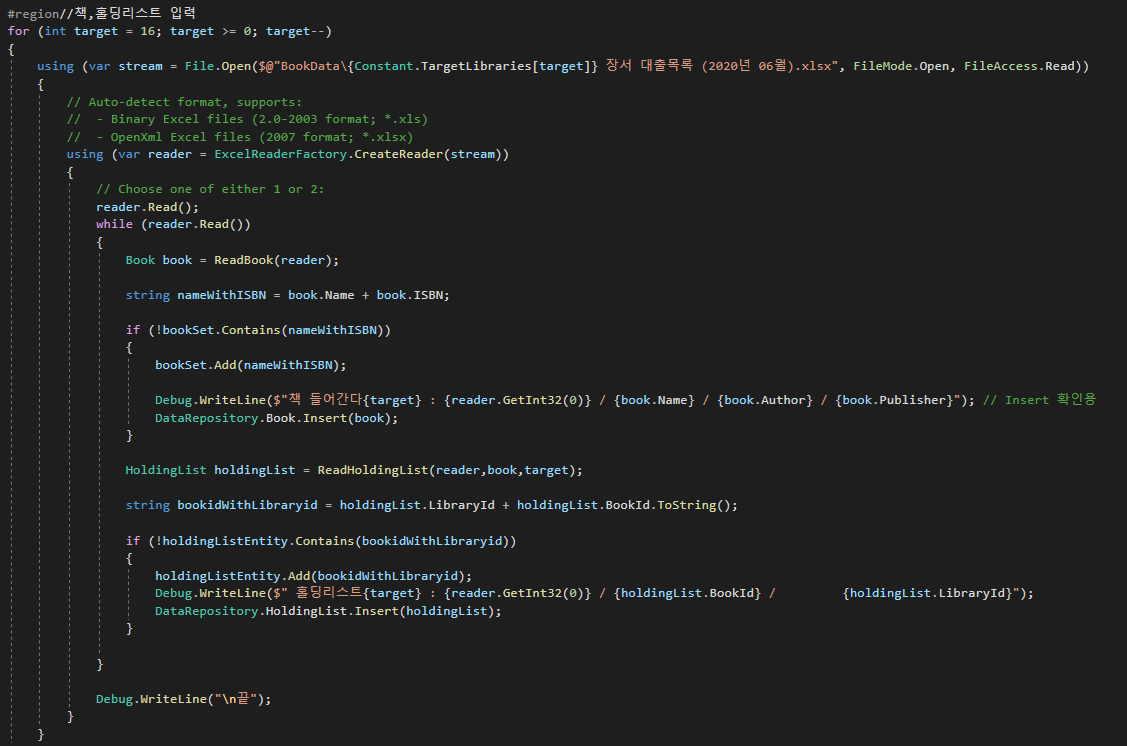 #region//책,홀딩리스트 입력
for (int target = 16; target >= 0; target--)
{
using (var stream = File.Open($@"BookData\{Constant.TargetLibraries[target]} 장서 대출목록 (2020년 06월).xlsx", FileMode.Open, FileAccess.Read))
{
// Auto-detect format, supports:
//  - Binary Excel files (2.0-2003 format; *.xls)
//  - OpenXml Excel files (2007 format; *.xlsx)
using (var reader = ExcelReaderFactory.CreateReader(stream))
{
// Choose one of either 1 or 2:
reader.Read();
while (reader.Read())
{
Book book = ReadBook(reader);
string nameWithISBN = book.Name + book.ISBN;
if (!bookSet.Contains(nameWithISBN))
{
bookSet.Add(nameWithISBN);
Debug.WriteLine($"책 들어간다{target} : {reader.GetInt32(0)} / {book.Name} / {book.Author} / {book.Publisher}"); // Insert 확인용
DataRepository.Book.Insert(book);
}
HoldingList holdingList = ReadHoldingList(reader,book,target);
string bookidWithLibraryid = holdingList.LibraryId + holdingList.BookId.ToString();
if (!holdingListEntity.Contains(bookidWithLibraryid))
{
holdingListEntity.Add(bookidWithLibraryid);
Debug.WriteLine($" 홀딩리스트{target} : {reader.GetInt32(0)} / {holdingList.BookId} /         {holdingList.LibraryId}");
DataRepository.HoldingList.Insert(holdingList);
}
}
Debug.WriteLine("\n끝");
}
}